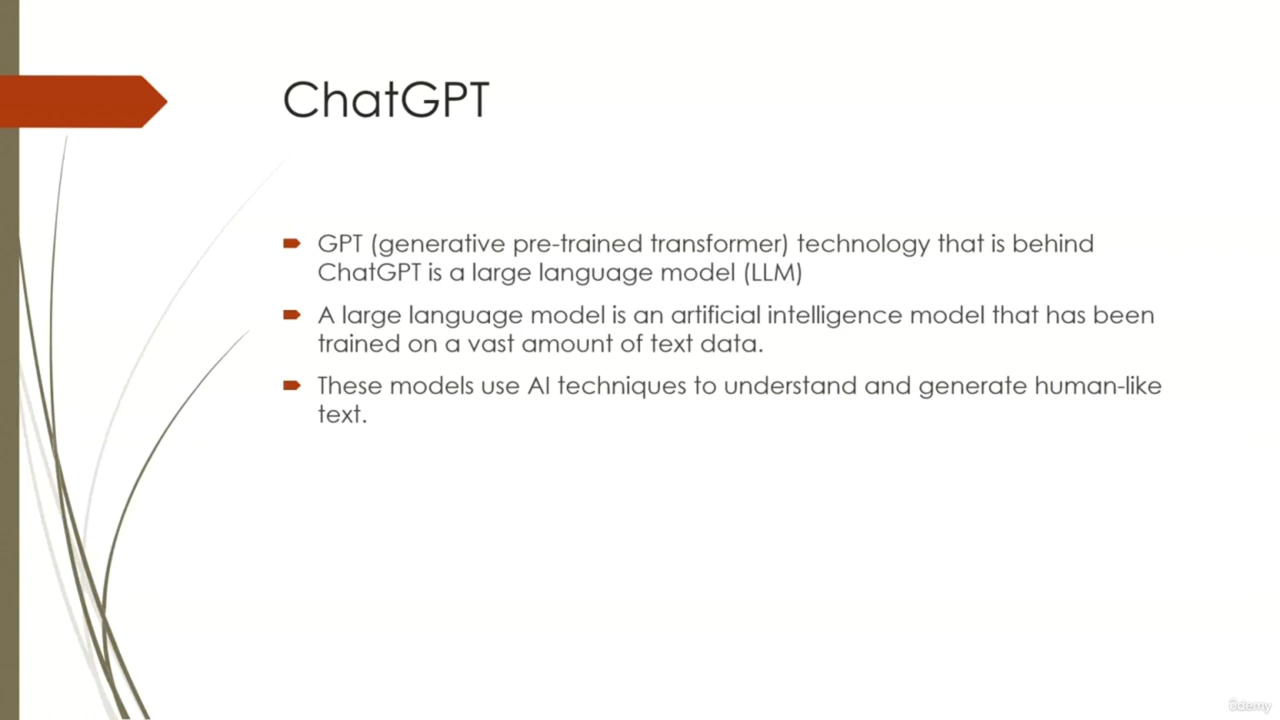 ChatGPT
GPT (generative pre-trained transformer) technology that is behind
ChatGPT is a large language model (LLM)
A large language model is an artificial intelligence model that has been
trained on a vast amount of text data.
These models use AI techniques to understand and generate human-like
text.
ûdemy